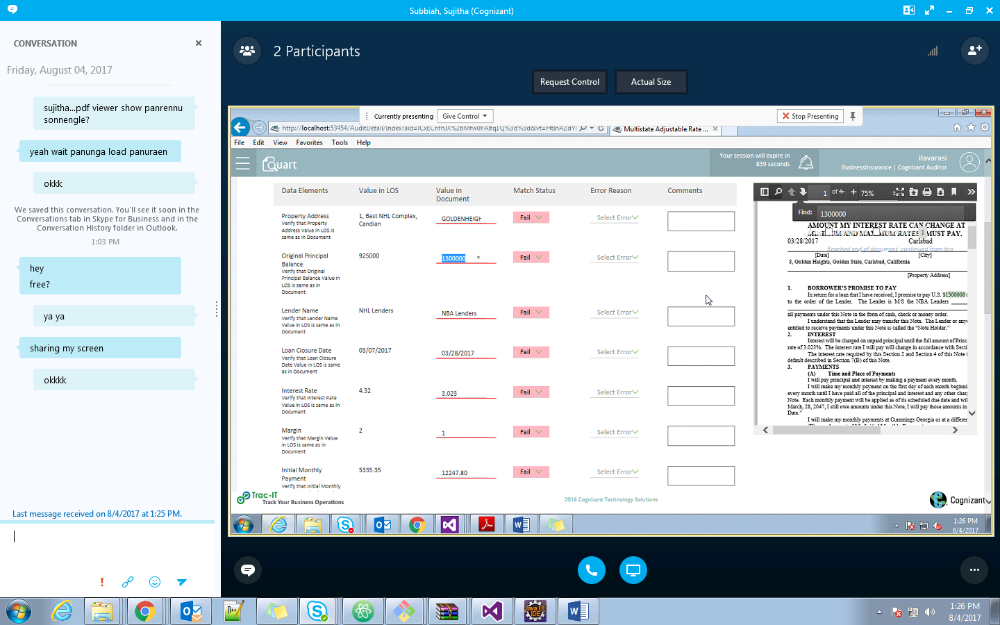 Subbiah, Sujitha (Cognizant)
CONVERSATION
Friday, August 04, 2017
sujitha...pdf viewer show panrennu
sonnengle?
yeah wait panunga load panuraen
okkk
We saved this conversation. You'll see it soon in the
Conversations tab in Skype for Business and in the
Conversation History folder in Outlook.
1:03 PM
hey
free?
ya ya
sharing my screen
okkkk
Last message received on 8/4/2017 at 1:25 PM.
2 Participants
Request Control
Actual Size
Currently presenting
Give Control
Stop Presenting
Multistate Adjustable Rate ...
File Edit View Favorites Tools Help
Quart
Your session will expire in
839 seconds
Ilavarasi
BusinessInsurance | Cognizant Auditor
Data Elements
Value in LOS
Value in
Document
Match Status
Error Reason
Comments
Property Address
Verify that Property
Address Value in LOS is
same as in Document
1, Best NHL Complex,
Candian
GOLDENHEIGH
Fail
Select Error
Original Principal
Balance
Verify that Original
Principal Balance Value in
LOS is same as in
Document
925000
1300000
Fail
Select Error
Lender Name
Verify that Lender Name
Value in LOS is same as in
Document
NHL Lenders
NBA Lenders
Fail
Select Error
Loan Closure Date
Verify that Loan Closure
Date Value in LOS is same
as in Document
03/07/2017
03/28/2017
Fail
Select Error
Interest Rate
Verify that Interest Rate
Value in LOS is same as in
Document
4.32
3.023
Fail
Select Error
Margin
Verify that Margin Value
in LOS is same as in
Document
2
1
Fail
Select Error
Initial Monthly
Payment
Verify that Initial Monthly
5335.35
12247.80
Fail
Select Error
1 of 4
75%
Find: 1300000
AMOUNT MY INTEREST RATE CAN CHANGE AT
MINIMUM AND MAXIMUM RATES I MUST PAY.
03/28/2017 Carlsbad
Reached end of document, continued from top
[Date] [City]
8, Golden Heights, Golden State, Carlsbad, California
[Property Address]
1. BORROWER'S PROMISE TO PAY
In return for a loan that I have received, I promise to pay U.S. $1300000 (
to the order of the Lender. The Lender is M/S the NBA Lenders
all payments under this Note in the form of cash, check or money order.
I understand that the Lender may transfer this Note. The Lender or any
entitled to receive payments under this Note is called the "Note Holder."
2. INTEREST
Interest will be charged on unpaid principal until the full amount of Princ
rate of 3.023%. The interest rate I will pay will change in accordance with Secti
The interest rate required by this Section 2 and Section 4 of this Note i
default described in Section 7(B) of this Note.
3. PAYMENTS
(A) Time and Place of Payments
I will pay principal and interest by making a payment every month.
I will make my monthly payment on the first day of each month beginni
every month until I have paid all of the principal and interest and any other char
Note. Each monthly payment will be applied as of its scheduled due date and wil
March, 28, 2047, I still owe amounts under this Note, I will pay those amounts in
Date."
I will make my monthly payments at Cummings Georgia or at a differe
Trac-IT
Track Your Business Operations
2016 Cognizant Technology Solutions
Cognizant
1:26 PM
8/4/2017
1:26 PM
8/4/2017